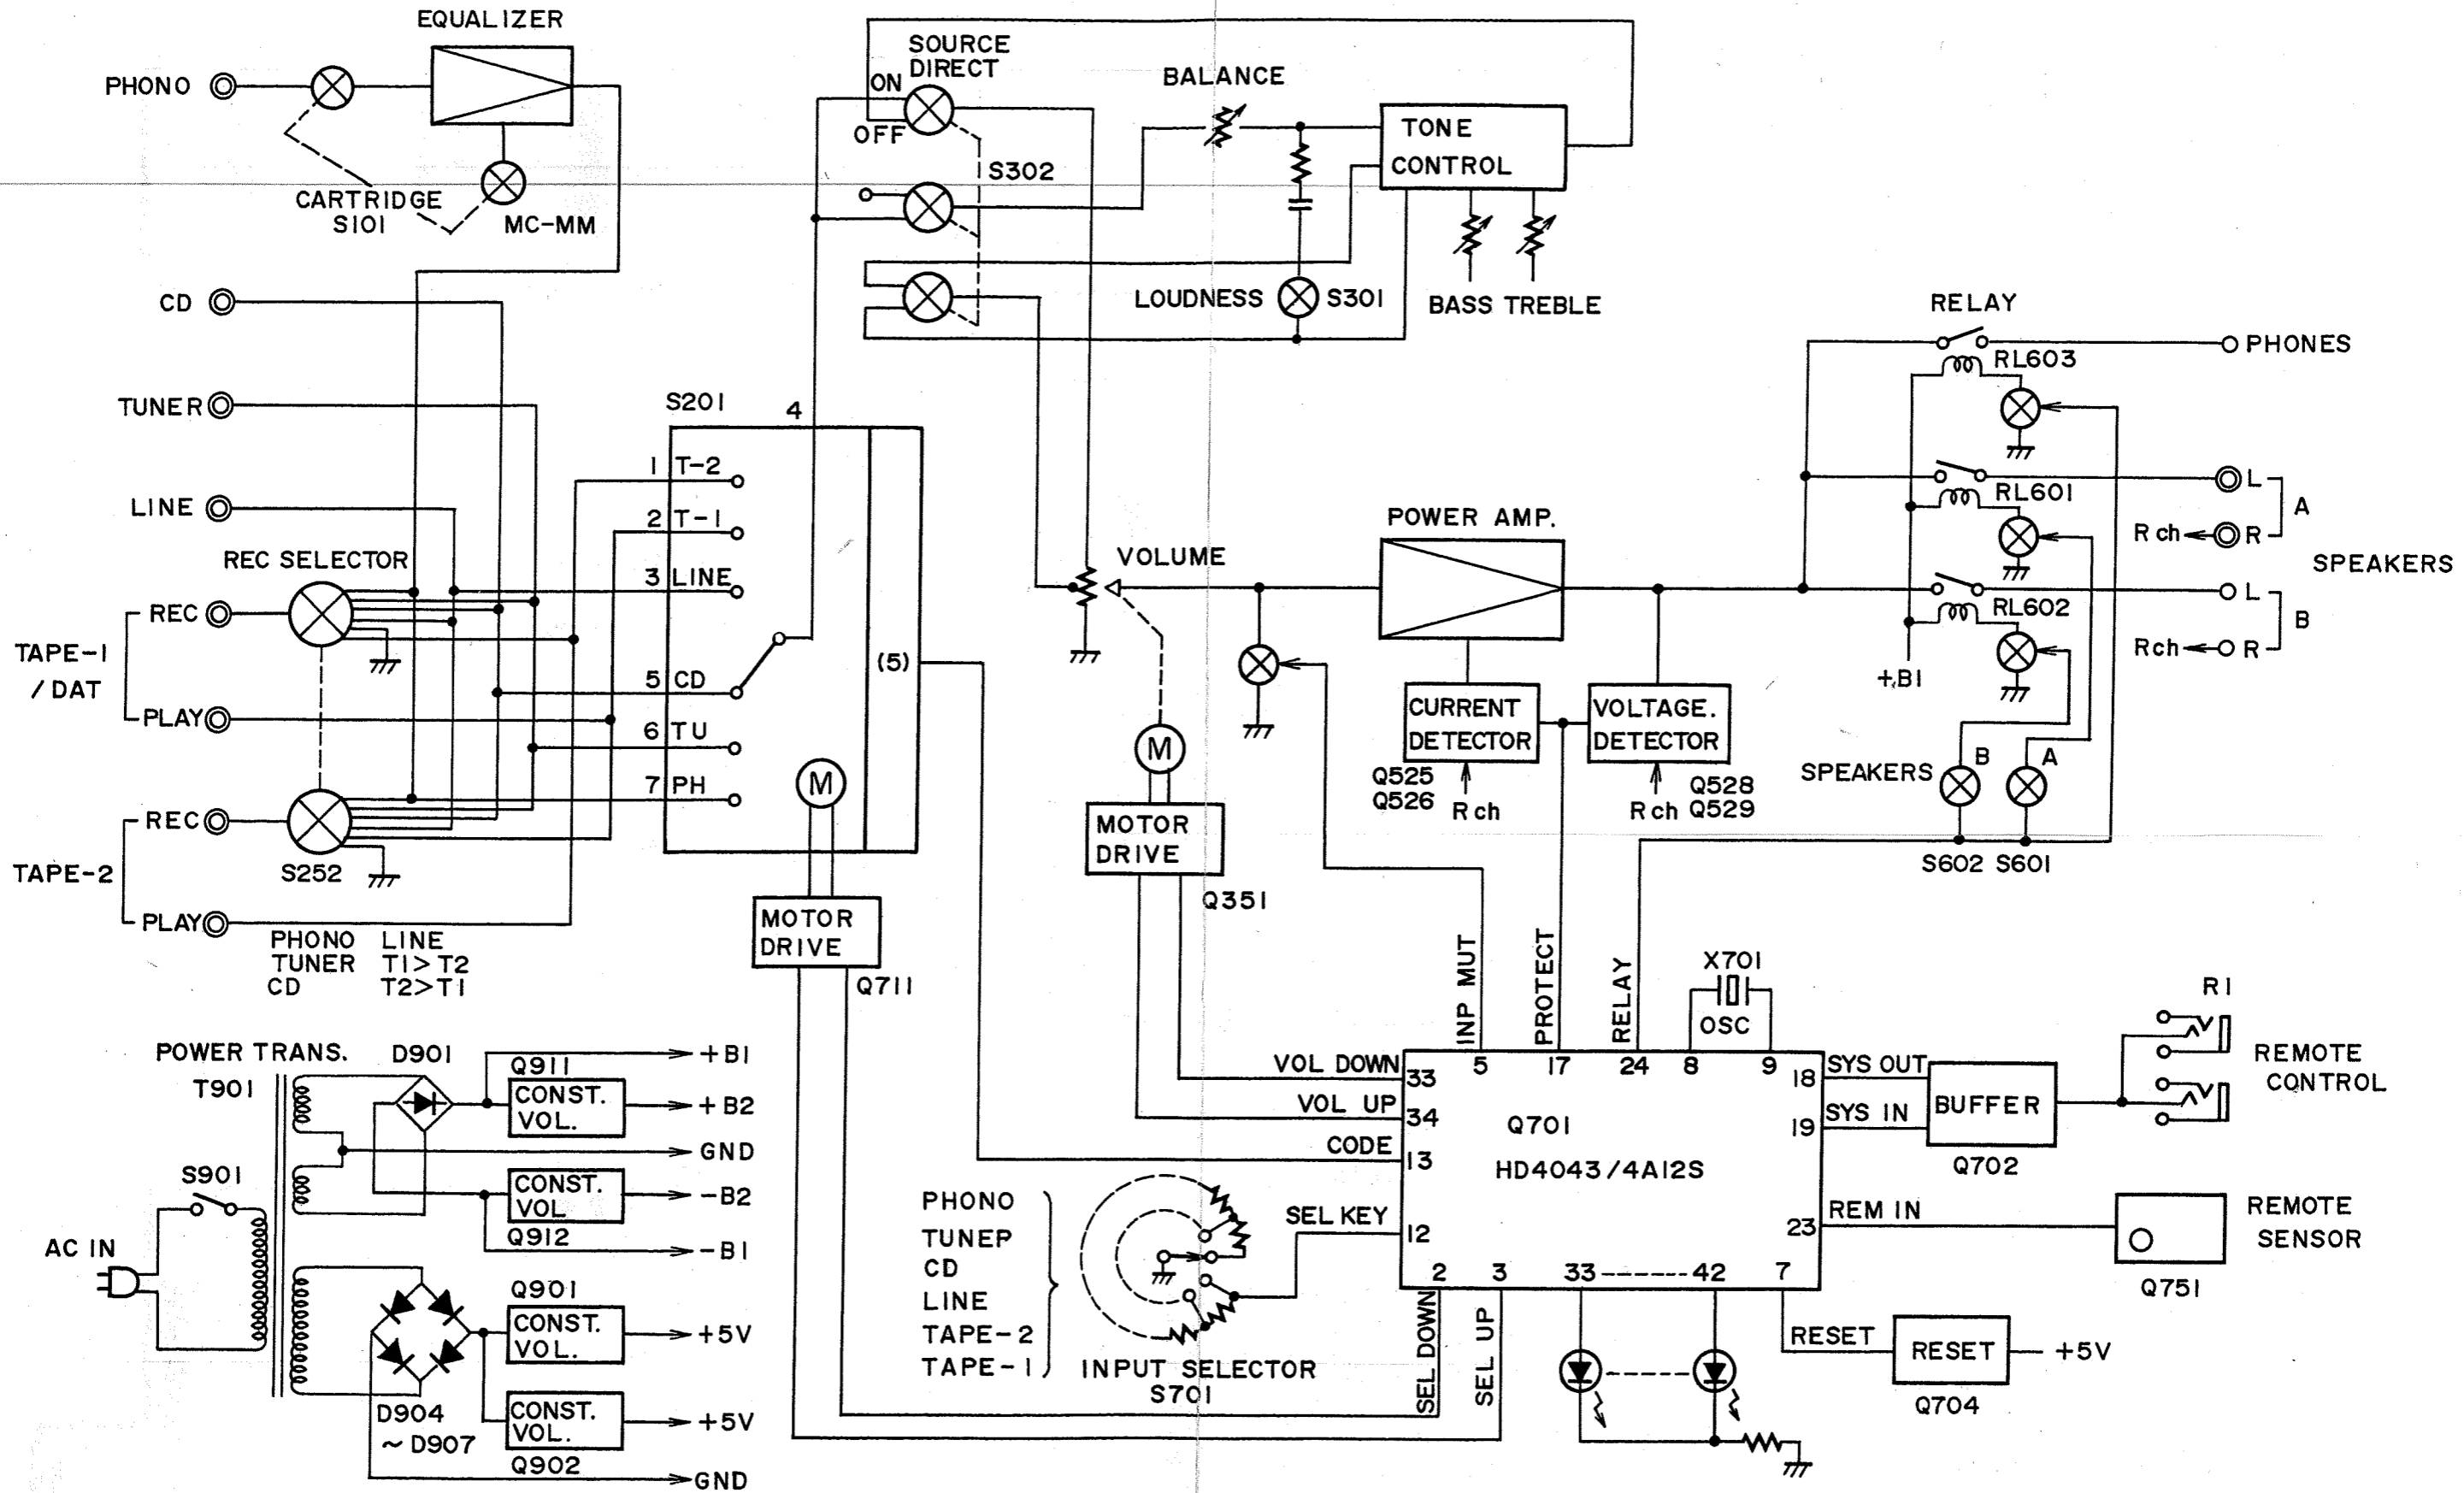 EQUALIZER
PHONO
CARTRIDGE
S101
MC-MM
SOURCE
DIRECT
ON
OFF
S302
BALANCE
TONE
CONTROL
LOUDNESS
S301
BASS TREBLE
CD
TUNER
LINE
REC SELECTOR
REC
TAPE-1
/ DAT
PLAY
REC
TAPE-2
S252
PLAY
PHONO LINE
TUNER T1>T2
CD T2>T1
S201
4
1 T-2
2 T-1
3 LINE
5 CD
6 TU
7 PH
(5)
M
MOTOR
DRIVE
Q711
VOLUME
M
MOTOR
DRIVE
Q351
POWER AMP.
CURRENT
DETECTOR
Q525
Q526
R ch
VOLTAGE.
DETECTOR
Q528
Q529
R ch
RELAY
RL603
PHONES
RL601
L
A
R ch
R
SPEAKERS
RL602
L
B
Rch
R
+B1
SPEAKERS
B
A
S602 S601
POWER TRANS.
T901
D901
Q911
CONST.
VOL.
+B1
+B2
GND
CONST.
VOL
Q912
-B2
-B1
S901
AC IN
Q901
CONST.
VOL.
+5V
D904
~ D907
CONST.
VOL.
Q902
+5V
GND
INP MUT
PROTECT
RELAY
X701
OSC
5 17 24 8 9
VOL DOWN
33
VOL UP
34
CODE
13
SEL KEY
12
Q701
HD4043/4A12S
18
SYS OUT
19
SYS IN
BUFFER
Q702
R1
REMOTE
CONTROL
23
REM IN
REMOTE
SENSOR
Q751
2 3 33 42 7
SEL DOWN
SEL UP
RESET
RESET
+5V
Q704
PHONO
TUNEP
CD
LINE
TAPE-2
TAPE-1
INPUT SELECTOR
S701